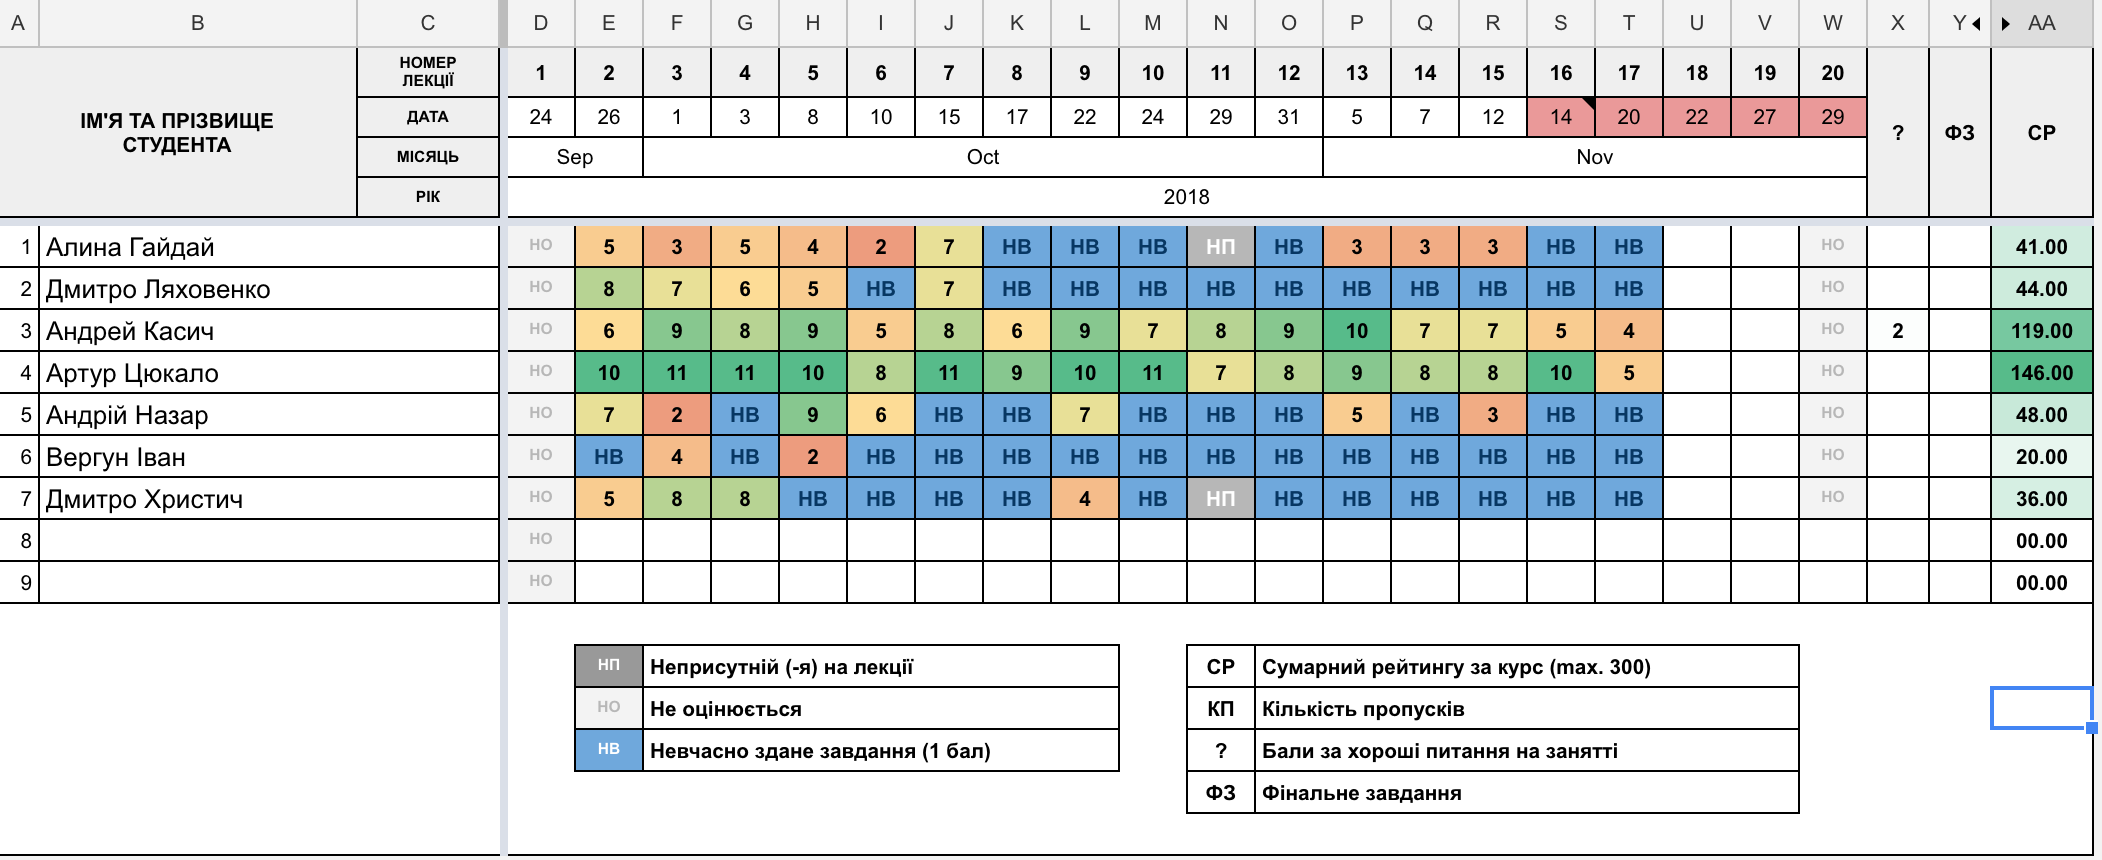 A B C D E F G H I J K L M N O P Q R S T U V W X Y AA
НОМЕР
ЛЕКЦІЇ
1 2 3 4 5 6 7 8 9 10 11 12 13 14 15 16 17 18 19 20
ІМ'Я ТА ПРІЗВИЩЕ
СТУДЕНТА
ДАТА 24 26 1 3 8 10 15 17 22 24 29 31 5 7 12 14 20 22 27 29
? ФЗ СР
МІСЯЦЬ Sep Oct Nov
РІК 2018
1 Алина Гайдай НО 5 3 5 4 2 7 НВ НВ НВ НП НВ 3 3 3 НВ НВ НО 41.00
2 Дмитро Ляховенко НО 8 7 6 5 НВ 7 НВ НВ НВ НВ НВ НВ НВ НВ НВ НВ НО 44.00
3 Андрей Касич НО 6 9 8 9 5 8 6 9 7 8 9 10 7 7 5 4 НО 2 119.00
4 Артур Цюкало НО 10 11 11 10 8 11 9 10 11 7 8 9 8 8 10 5 НО 146.00
5 Андрій Назар НО 7 2 НВ 9 6 НВ НВ 7 НВ НВ НВ 5 НВ 3 НВ НВ НО 48.00
6 Вергун Іван НО НВ 4 НВ 2 НВ НВ НВ НВ НВ НВ НВ НВ НВ НВ НВ НВ НО 20.00
7 Дмитро Христич НО 5 8 8 НВ НВ НВ НВ 4 НВ НП НВ НВ НВ НВ НВ НВ НО 36.00
8 НО 00.00
9 НО 00.00
НП Неприсутній (-я) на лекції
НО Не оцінюється
НВ Невчасно здане завдання (1 бал)
СР Сумарний рейтингу за курс (max. 300)
КП Кількість пропусків
? Бали за хороші питання на занятті
ФЗ Фінальне завдання